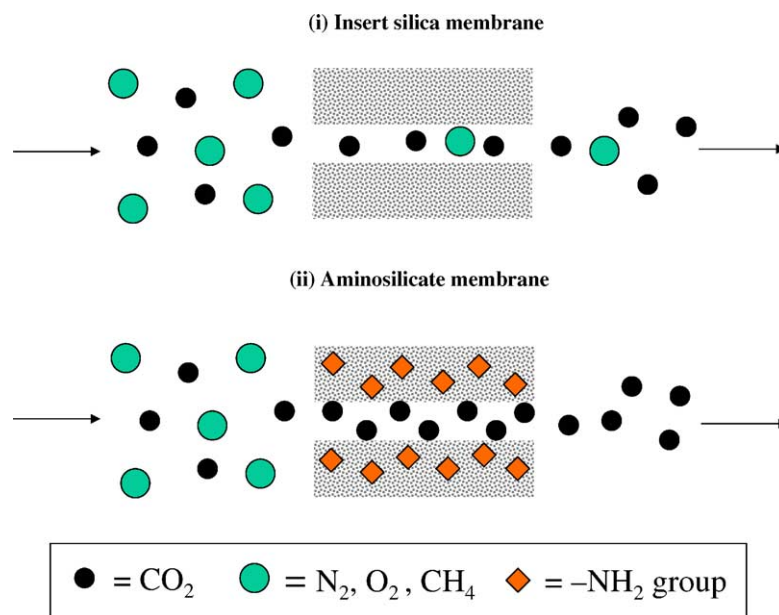 (i) Insert silica membrane
(ii) Aminosilicate membrane
= CO₂ = N₂, O₂ , CH₄ = –NH₂ group